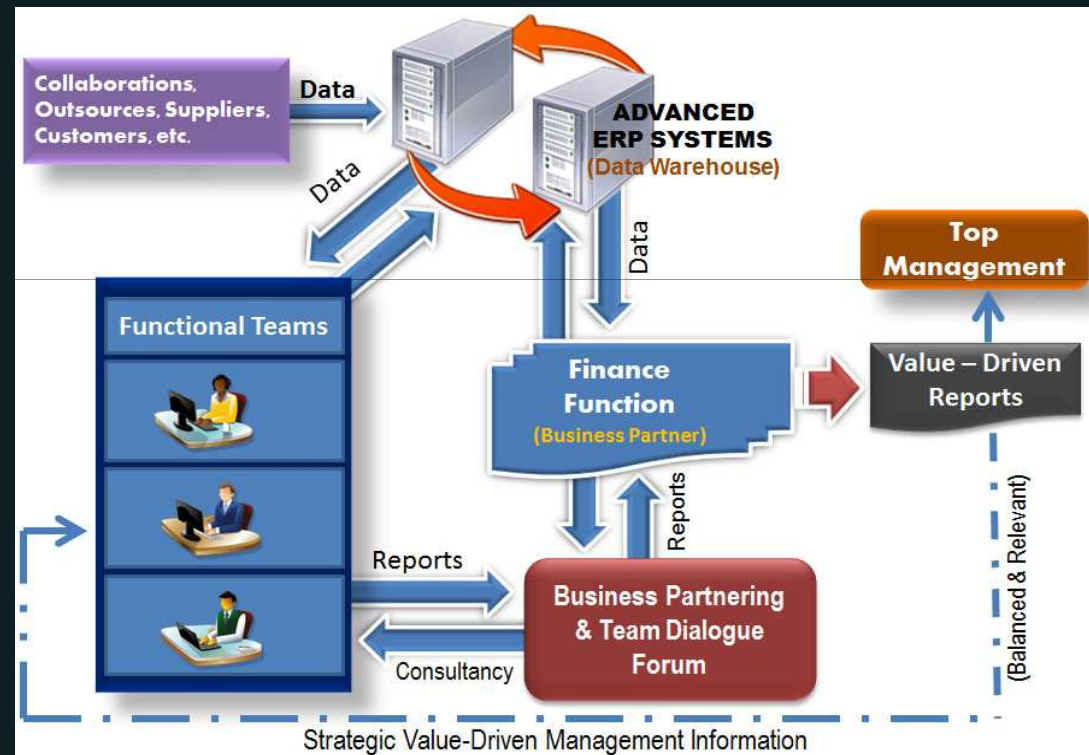 Collaborations,
Outsources, Suppliers,
Customers, etc.
Data
ADVANCED
ERP SYSTEMS
(Data Warehouse)
Data
Data
Top
Management
Functional Teams
Finance
Function
(Business Partner)
Value – Driven
Reports
Reports
Reports
Business Partnering
& Team Dialogue
Forum
Consultancy
(Balanced & Relevant)
Strategic Value-Driven Management Information